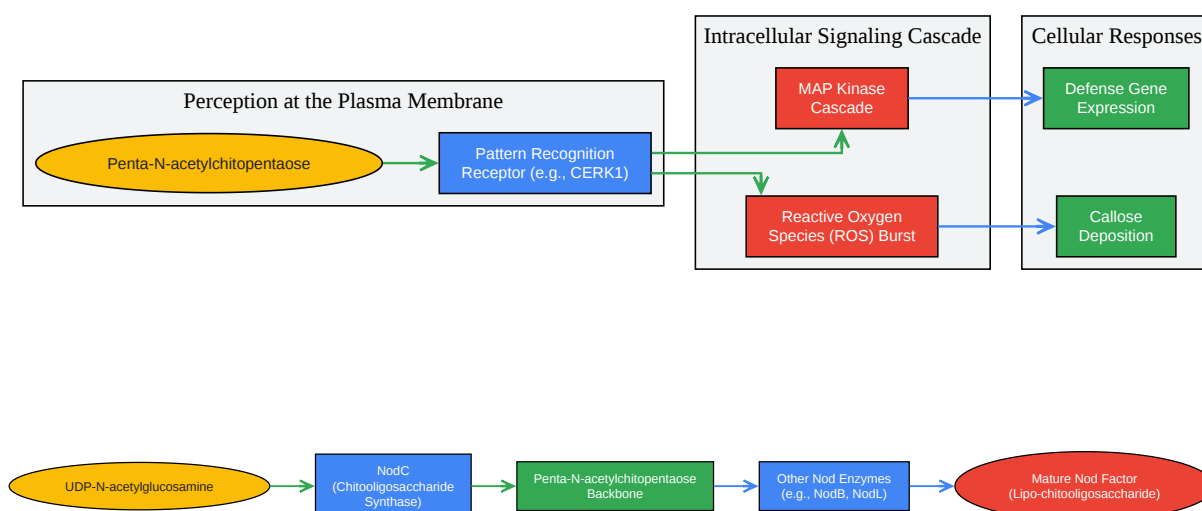 Intracellular Signaling Cascade
Cellular Responses
Perception at the Plasma Membrane
MAP Kinase
Cascade
Defense Gene
Expression
Penta-N-acetylchitopentaose
Pattern Recognition
Receptor (e.g., CERK1)
Reactive Oxygen
Species (ROS) Burst
Callose
Deposition
UDP-N-acetylglucosamine
NodC
(Chitooligosaccharide
Synthase)
Penta-N-acetylchitopentaose
Backbone
Other Nod Enzymes
(e.g., NodB, NodL)
Mature Nod Factor
(Lipo-chitooligosaccharide)